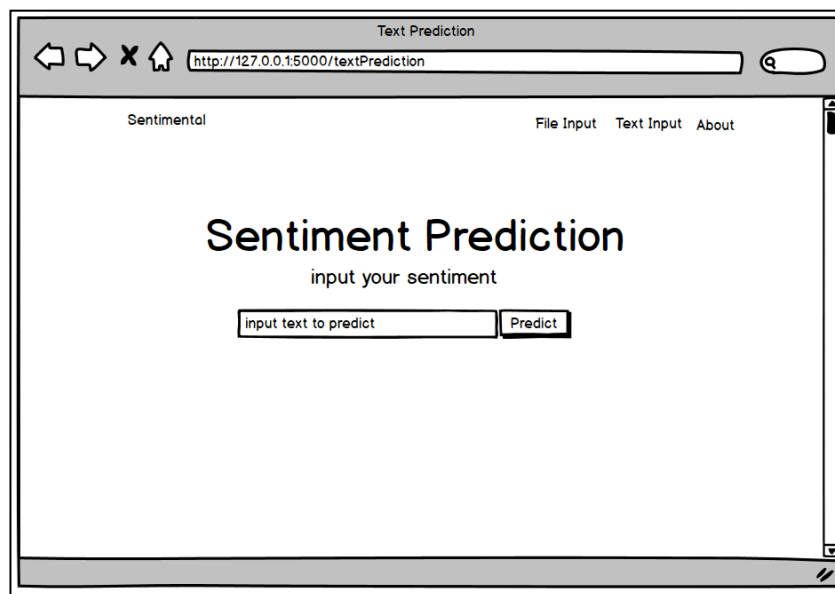 Text Prediction
http://127.0.0.1:5000/textPrediction
Sentimental File Input Text Input About
Sentiment Prediction
input your sentiment
input text to predict Predict